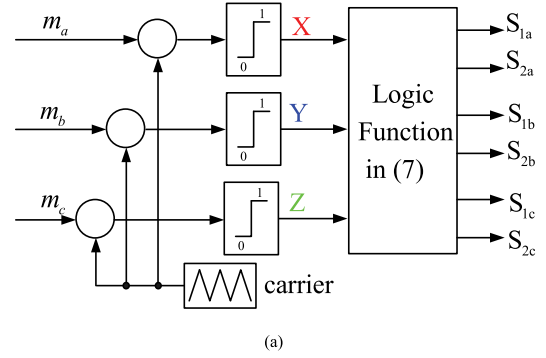 m_a
1
0
X
S_1a
S_2a
m_b
1
0
Y
Logic
Function
in (7)
S_1b
S_2b
m_c
1
0
Z
S_1c
S_2c
carrier
(a)